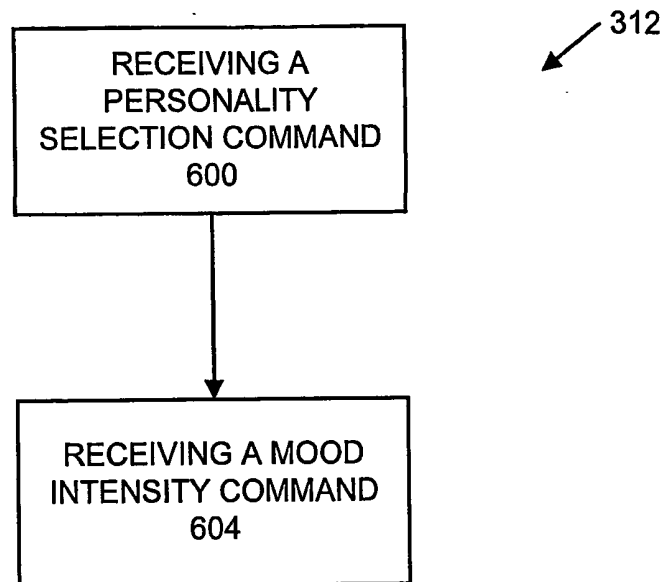 312
RECEIVING A
PERSONALITY
SELECTION COMMAND
600
RECEIVING A MOOD
INTENSITY COMMAND
604